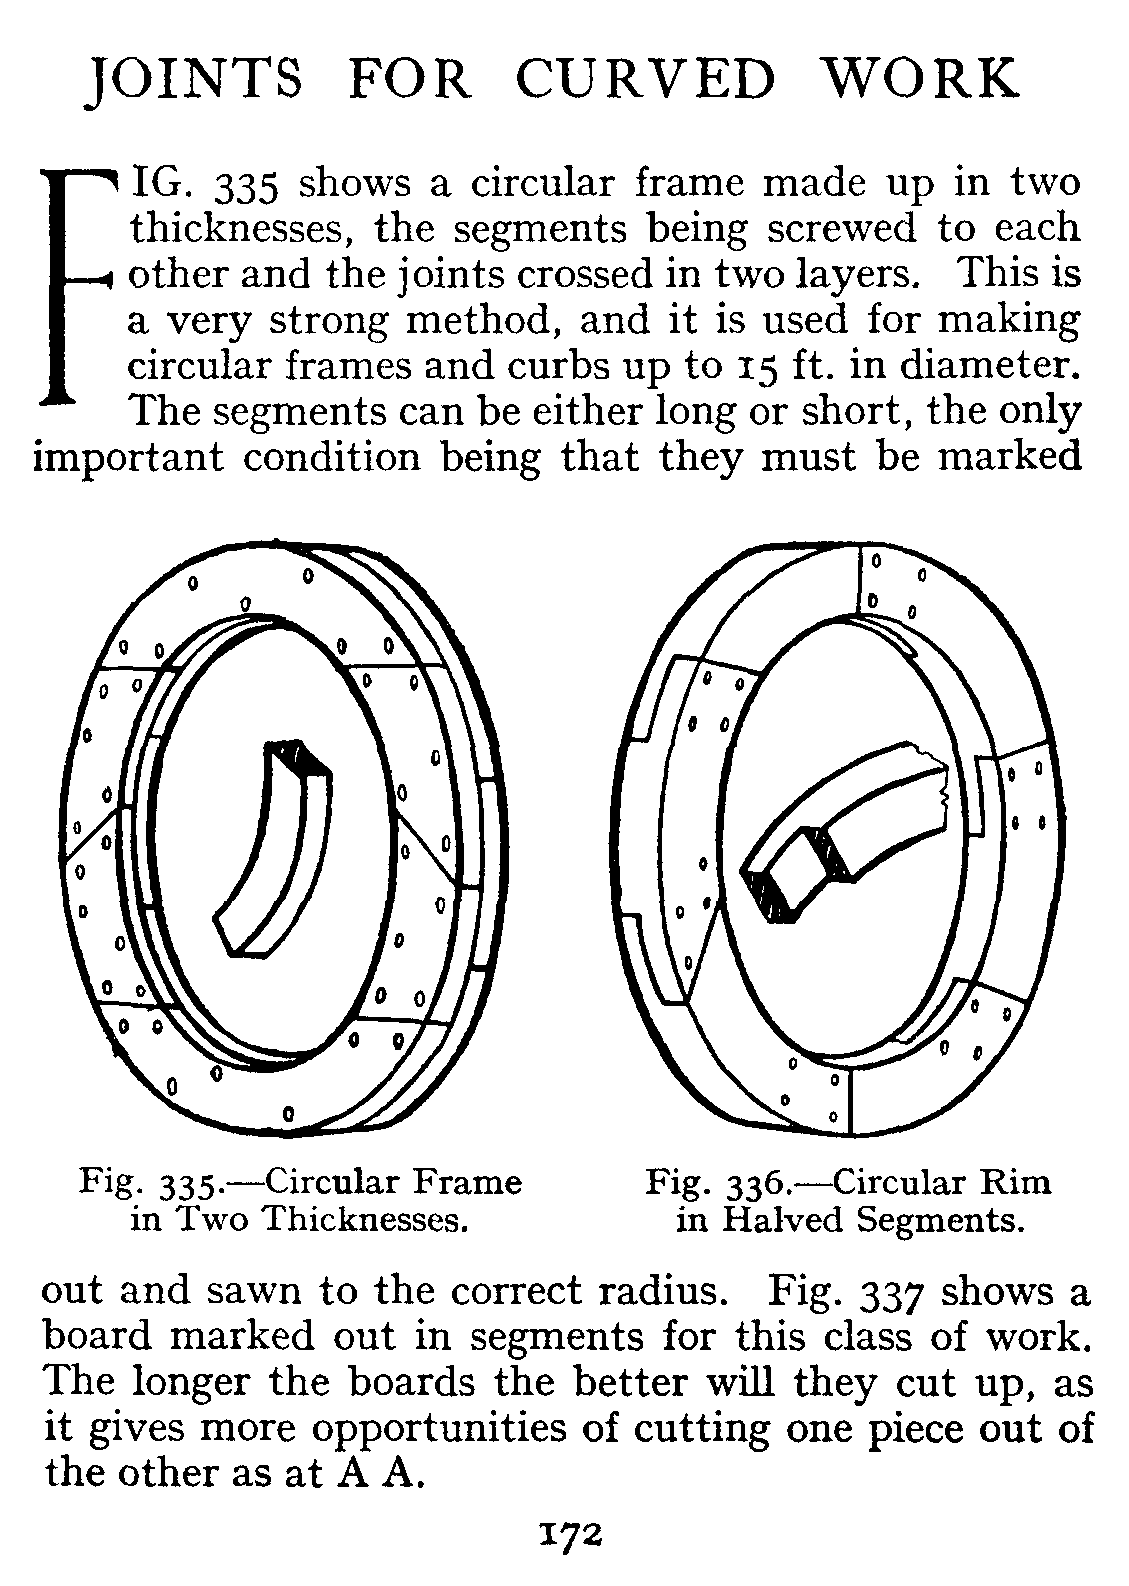 JOINTS FOR CURVED WORK
FIG. 335 shows a circular frame made up in two
thicknesses, the segments being screwed to each
other and the joints crossed in two layers. This is
a very strong method, and it is used for making
circular frames and curbs up to 15 ft. in diameter.
The segments can be either long or short, the only
important condition being that they must be marked
Fig. 335.—Circular Frame
in Two Thicknesses.
Fig. 336.—Circular Rim
in Halved Segments.
out and sawn to the correct radius. Fig. 337 shows a
board marked out in segments for this class of work.
The longer the boards the better will they cut up, as
it gives more opportunities of cutting one piece out of
the other as at A A.
172